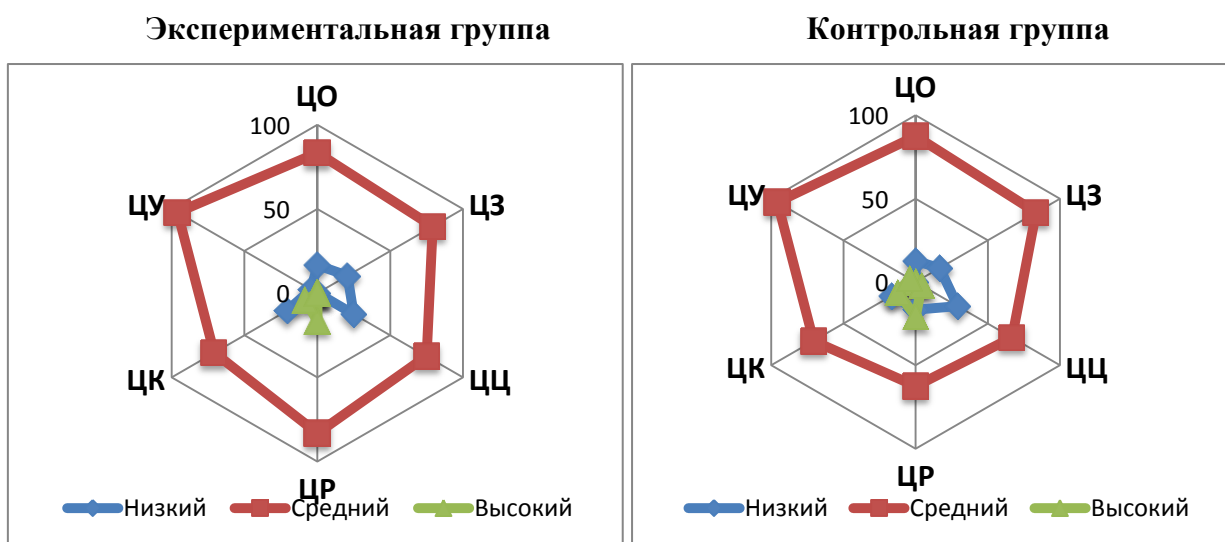 Экспериментальная группа
Контрольная группа
ЦО
100
ЦЗ
50
0
ЦУ
ЦК
ЦЦ
ЦР
Низкий Средний Высокий
ЦО
100
ЦЗ
50
0
ЦУ
ЦК
ЦЦ
ЦР
Низкий Средний Высокий